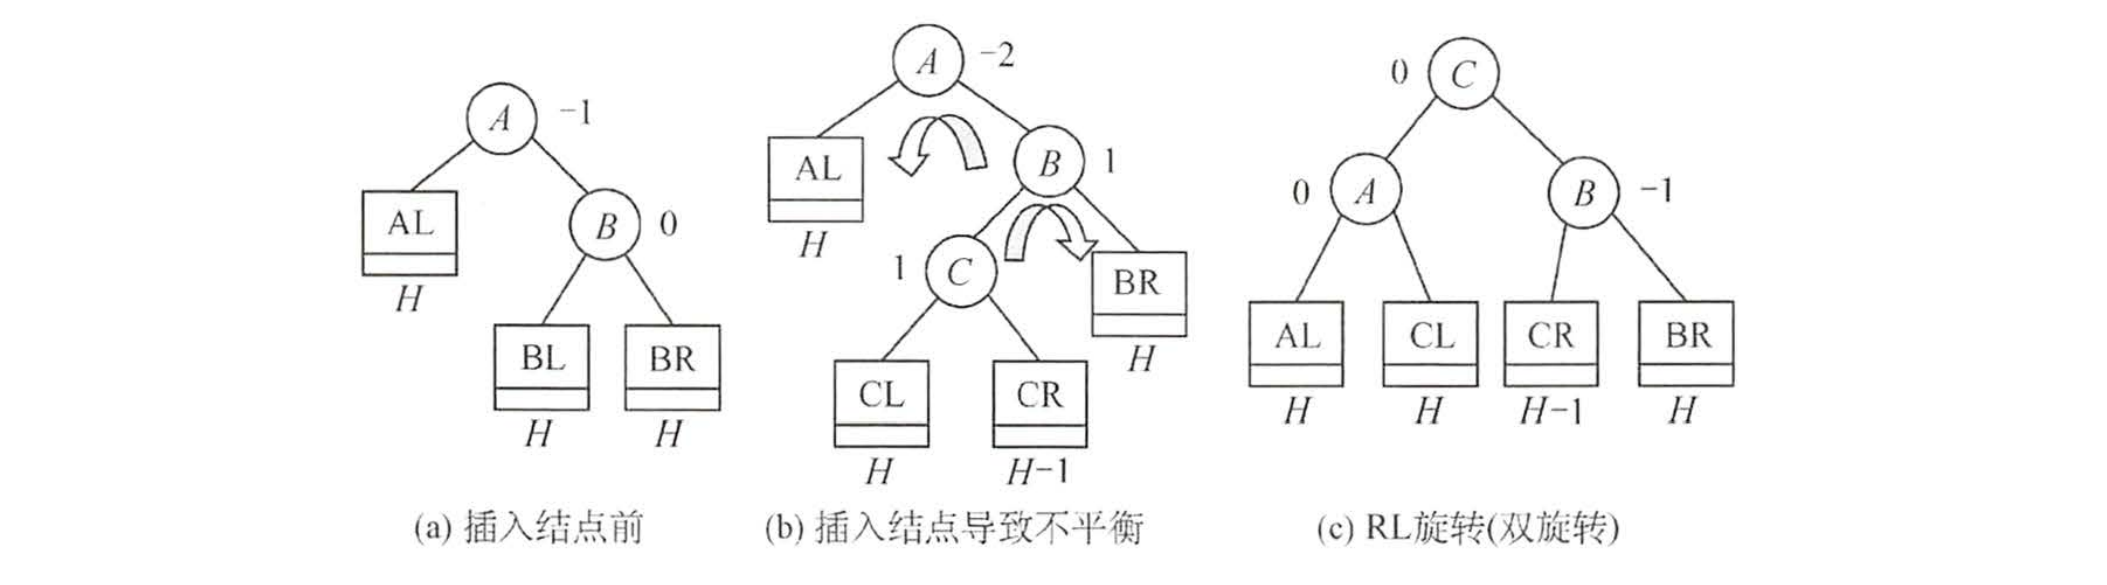 A -1
AL
H
B 0
BL
H
BR
H
(a) 插入结点前
A -2
AL
H
B 1
1 C
BR
H
CL
H
CR
H-1
(b) 插入结点导致不平衡
0 C
0 A
B -1
AL
H
CL
H
CR
H-1
BR
H
(c) RL旋转(双旋转)